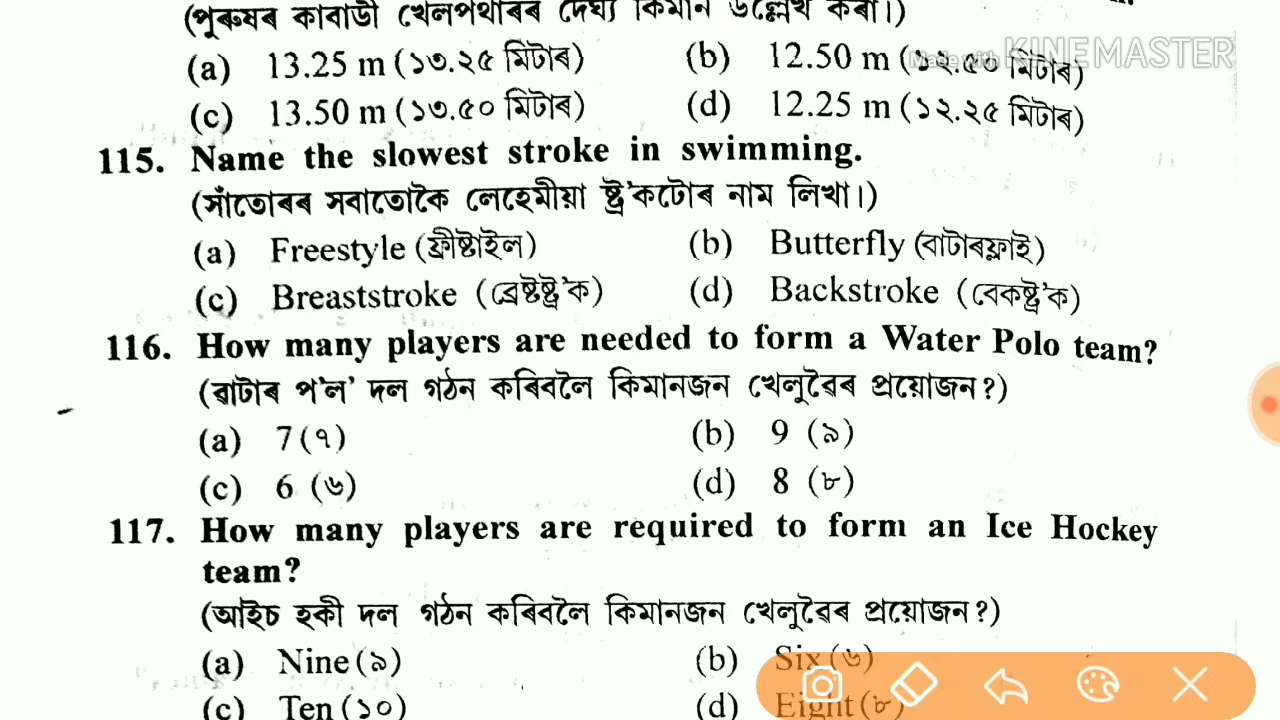 (পুৰুষৰ কাবাডী খেলপথাৰৰ দৈৰ্ঘ্য কিমান উল্লেখ কৰা।)
(a) 13.25 m (১৩.২৫ মিটাৰ) (b) 12.50 m (১২.৫০ মিটাৰ)
Made with KINEMASTER
(c) 13.50 m (১৩.৫০ মিটাৰ) (d) 12.25 m (১২.২৫ মিটাৰ)
115. Name the slowest stroke in swimming.
(সাঁতোৰৰ সবাতোকৈ লেহেমীয়া ষ্ট্ৰ'কটোৰ নাম লিখা।)
(a) Freestyle (ফ্ৰীষ্টাইল) (b) Butterfly (বাটাৰফ্লাই)
(c) Breaststroke (ব্ৰেষ্টষ্ট্ৰ'ক) (d) Backstroke (বেকষ্ট্ৰ'ক)
116. How many players are needed to form a Water Polo team?
(ৱাটাৰ প'ল' দল গঠন কৰিবলৈ কিমানজন খেলুৱৈৰ প্ৰয়োজন?)
(a) 7 (৭) (b) 9 (৯)
(c) 6 (৬) (d) 8 (৮)
117. How many players are required to form an Ice Hockey
team?
(আইচ হকী দল গঠন কৰিবলৈ কিমানজন খেলুৱৈৰ প্ৰয়োজন?)
(a) Nine (৯) (b) Six (৬)
(c) Ten (১০) (d) Eight (৮)